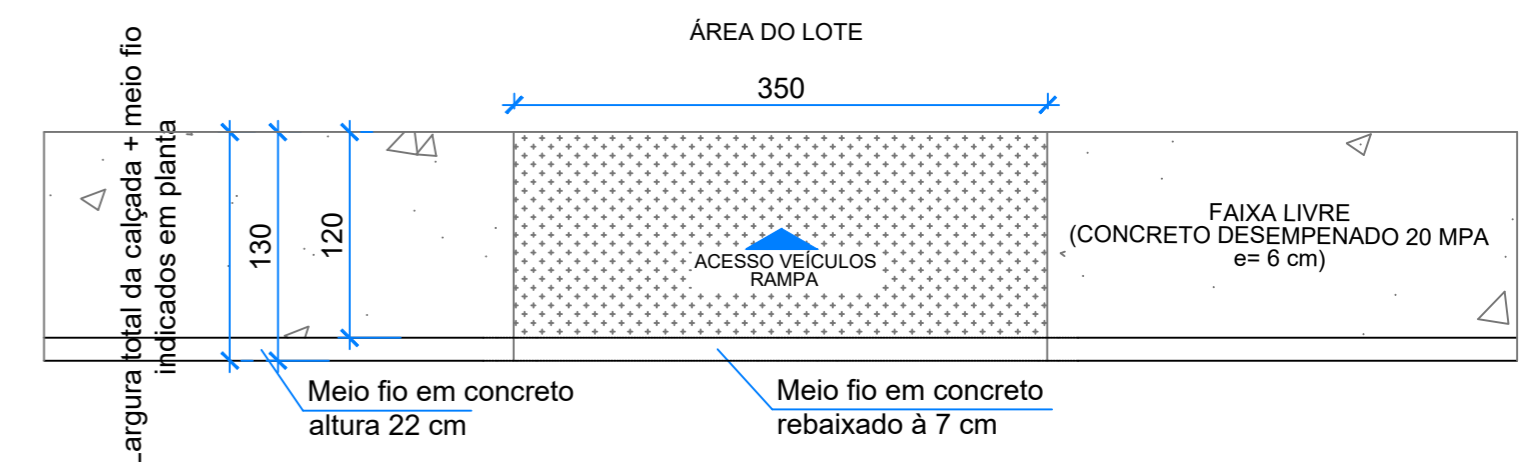 ÁREA DO LOTE
350
Largura total da calçada + meio fio
indicados em planta
130
120
ACESSO VEÍCULOS
RAMPA
FAIXA LIVRE
(CONCRETO DESEMPENADO 20 MPA
e= 6 cm)
Meio fio em concreto
altura 22 cm
Meio fio em concreto
rebaixado à 7 cm